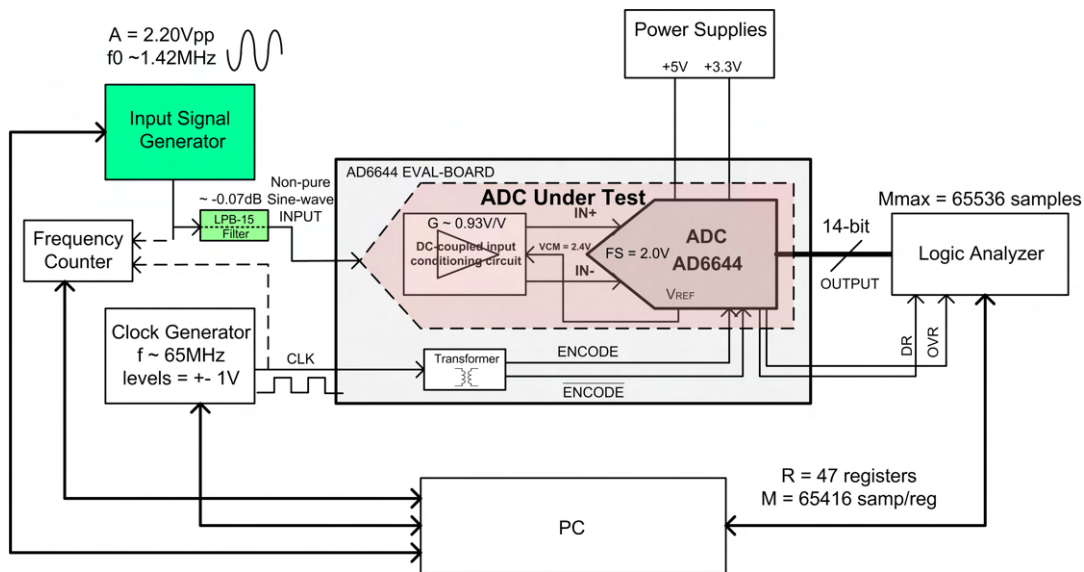 A = 2.20Vpp
f0 ~1.42MHz
Input Signal
Generator
Power Supplies
+5V +3.3V
~ -0.07dB
LPB-15
Filter
Non-pure
Sine-wave
INPUT
Frequency
Counter
Clock Generator
f ~ 65MHz
levels = +- 1V
CLK
AD6644 EVAL-BOARD
ADC Under Test
G ~ 0.93V/V
DC-coupled input
conditioning circuit
IN+
VCM = 2.4V
IN-
FS = 2.0V
ADC
AD6644
VREF
Transformer
ENCODE
ENCODE
14-bit
OUTPUT
Mmax = 65536 samples
Logic Analyzer
DR
OVR
R = 47 registers
M = 65416 samp/reg
PC